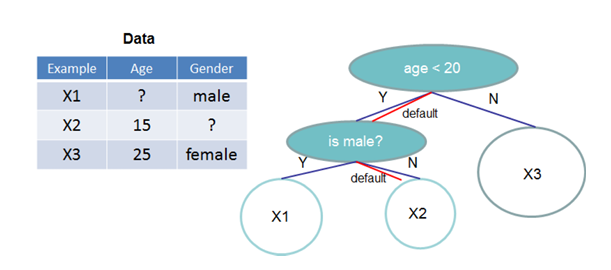 Data
Example Age Gender
X1 ? male
X2 15 ?
X3 25 female
age < 20
Y N
default
is male?
Y N
default
X3
X1 X2